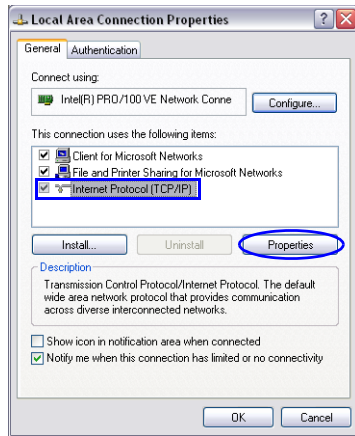 Local Area Connection Properties
General Authentication
Connect using:
Intel(R) PRO/100 VE Network Conne
Configure...
This connection uses the following items:
Client for Microsoft Networks
File and Printer Sharing for Microsoft Networks
Internet Protocol (TCP/IP)
Install... Uninstall Properties
Description
Transmission Control Protocol/Internet Protocol. The default
wide area network protocol that provides communication
across diverse interconnected networks.
Show icon in notification area when connected
Notify me when this connection has limited or no connectivity
OK Cancel